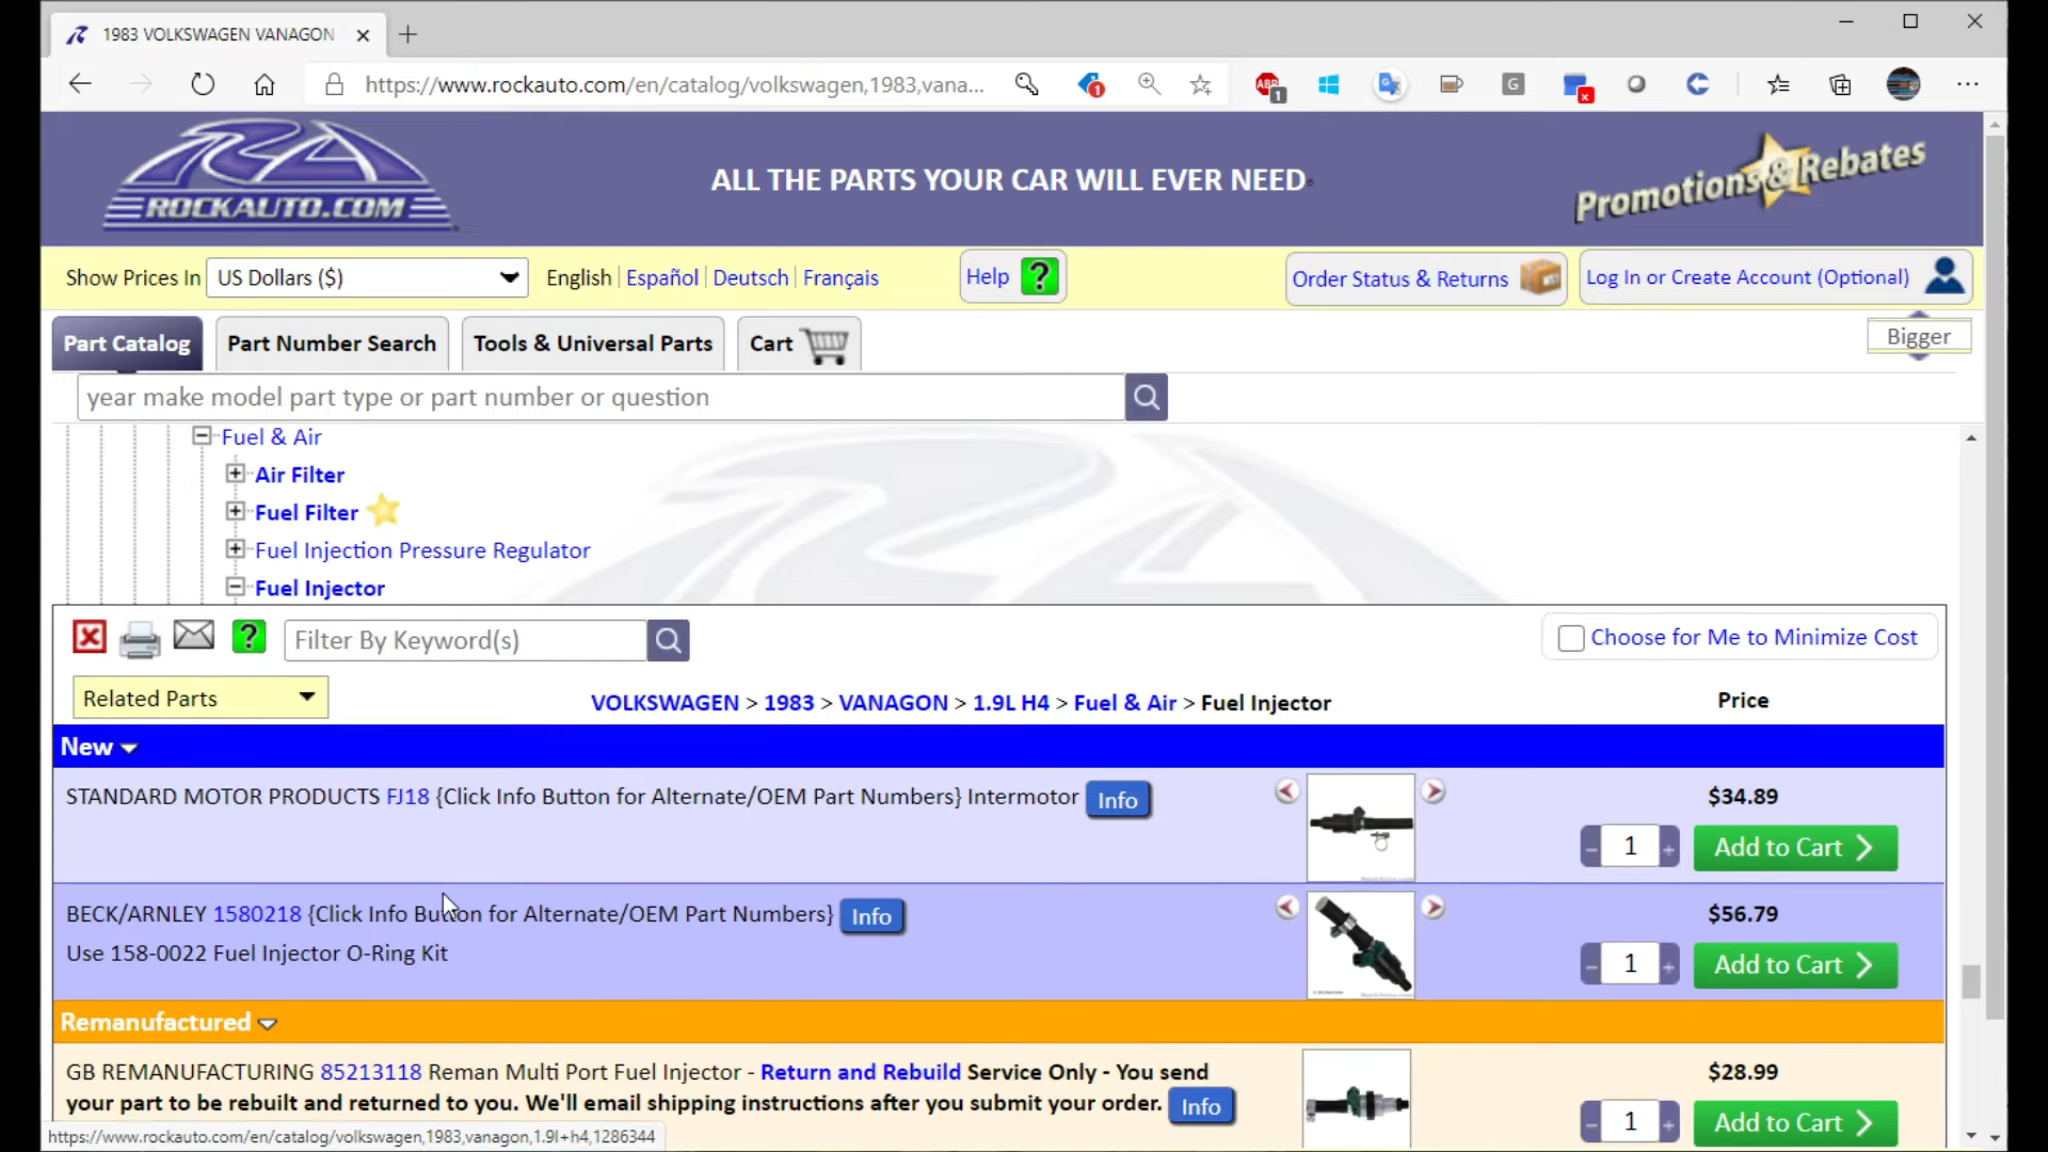 1983 VOLKSWAGEN VANAGON
https://www.rockauto.com/en/catalog/volkswagen,1983,vana...
ABP
1
1
G
ROCKAUTO.COM
ALL THE PARTS YOUR CAR WILL EVER NEED
Promotions & Rebates
Show Prices In US Dollars ($) English Español Deutsch Français Help ? Order Status & Returns Log In or Create Account (Optional)
Part Catalog Part Number Search Tools & Universal Parts Cart Bigger
year make model part type or part number or question
Fuel & Air
Air Filter
Fuel Filter
Fuel Injection Pressure Regulator
Fuel Injector
? Filter By Keyword(s) Choose for Me to Minimize Cost
Related Parts VOLKSWAGEN > 1983 > VANAGON > 1.9L H4 > Fuel & Air > Fuel Injector Price
New
STANDARD MOTOR PRODUCTS FJ18 {Click Info Button for Alternate/OEM Part Numbers} Intermotor Info $34.89
1 Add to Cart
BECK/ARNLEY 1580218 {Click Info Button for Alternate/OEM Part Numbers} Info $56.79
Use 158-0022 Fuel Injector O-Ring Kit 1 Add to Cart
Remanufactured
GB REMANUFACTURING 85213118 Reman Multi Port Fuel Injector - Return and Rebuild Service Only - You send $28.99
your part to be rebuilt and returned to you. We'll email shipping instructions after you submit your order. Info 1 Add to Cart
https://www.rockauto.com/en/catalog/volkswagen,1983,vanagon,1.9l+h4,1286344